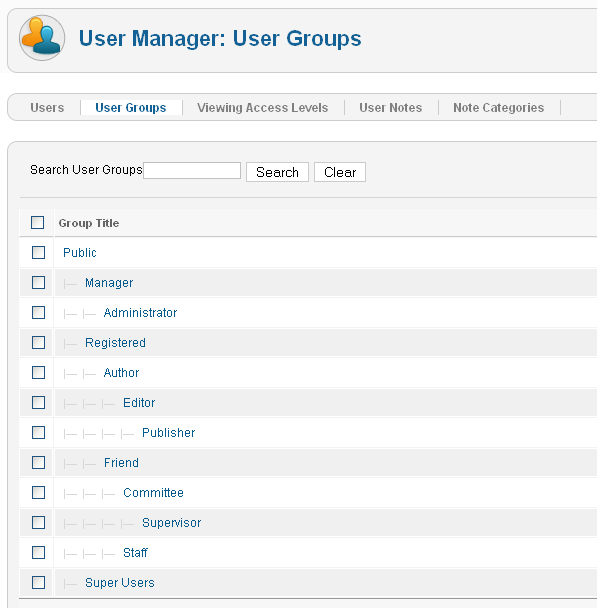 User Manager: User Groups
Users User Groups Viewing Access Levels User Notes Note Categories
Search User Groups Search Clear
Group Title
Public
Manager
Administrator
Registered
Author
Editor
Publisher
Friend
Committee
Supervisor
Staff
Super Users